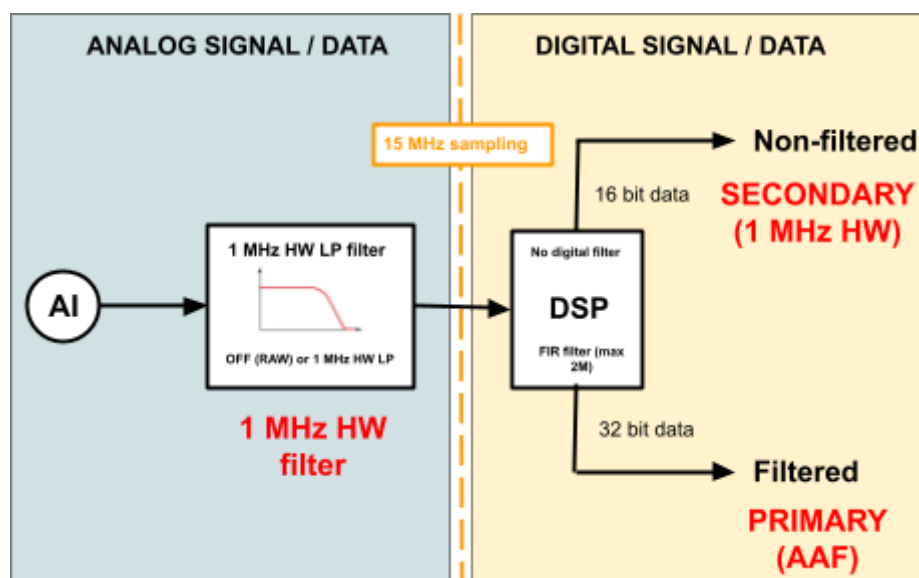 ANALOG SIGNAL / DATA
DIGITAL SIGNAL / DATA
15 MHz sampling
Non-filtered
16 bit data
SECONDARY
(1 MHz HW)
1 MHz HW LP filter
No digital filter
AI
DSP
OFF (RAW) or 1 MHz HW LP
FIR filter (max
2M)
1 MHz HW
filter
32 bit data
Filtered
PRIMARY
(AAF)